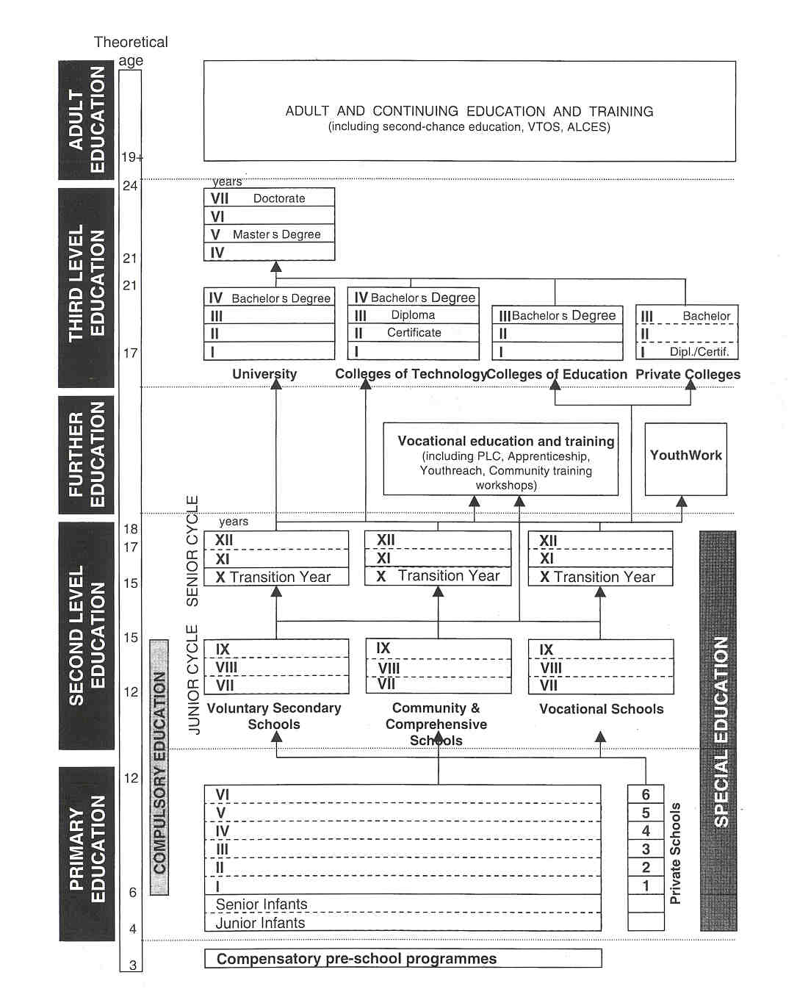 Theoretical
age
ADULT
EDUCATION
ADULT AND CONTINUING EDUCATION AND TRAINING
(including second-chance education, VTOS, ALCES)
19+
24
years
VII Doctorate
VI
V Master s Degree
IV
21
THIRD LEVEL
EDUCATION
21
IV Bachelor s Degree
III
II
I
IV Bachelor s Degree
III Diploma
II Certificate
I
III Bachelor s Degree
II
I
III Bachelor
II
I Dipl./Certif.
17
University
Colleges of Technology
Colleges of Education
Private Colleges
FURTHER
EDUCATION
Vocational education and training
(including PLC, Apprenticeship,
Youthreach, Community training
workshops)
YouthWork
SECOND LEVEL
EDUCATION
SENIOR CYCLE
years
18
17
15
XII
XI
X Transition Year
XII
XI
X Transition Year
XII
XI
X Transition Year
JUNIOR CYCLE
15
12
IX
VIII
VII
IX
VIII
VII
IX
VIII
VII
Voluntary Secondary
Schools
Community &
Comprehensive
Schools
Vocational Schools
COMPULSORY EDUCATION
SPECIAL EDUCATION
PRIMARY
EDUCATION
12
6
4
3
VI
V
IV
III
II
I
Senior Infants
Junior Infants
6
5
4
3
2
1
Private Schools
Compensatory pre-school programmes